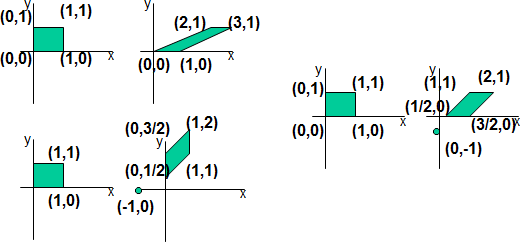 y
(0,1)
(1,1)
(0,0)
(1,0)
x
y
(2,1)
(3,1)
(0,0)
(1,0)
x
y
(1,1)
(1,0)
x
(0,3/2)
y
(1,2)
(0,1/2)
(1,1)
(-1,0)
x
y
(0,1)
(1,1)
(0,0)
(1,0)
x
y
(1,1)
(2,1)
(1/2,0)
(3/2,0)
x
(0,-1)